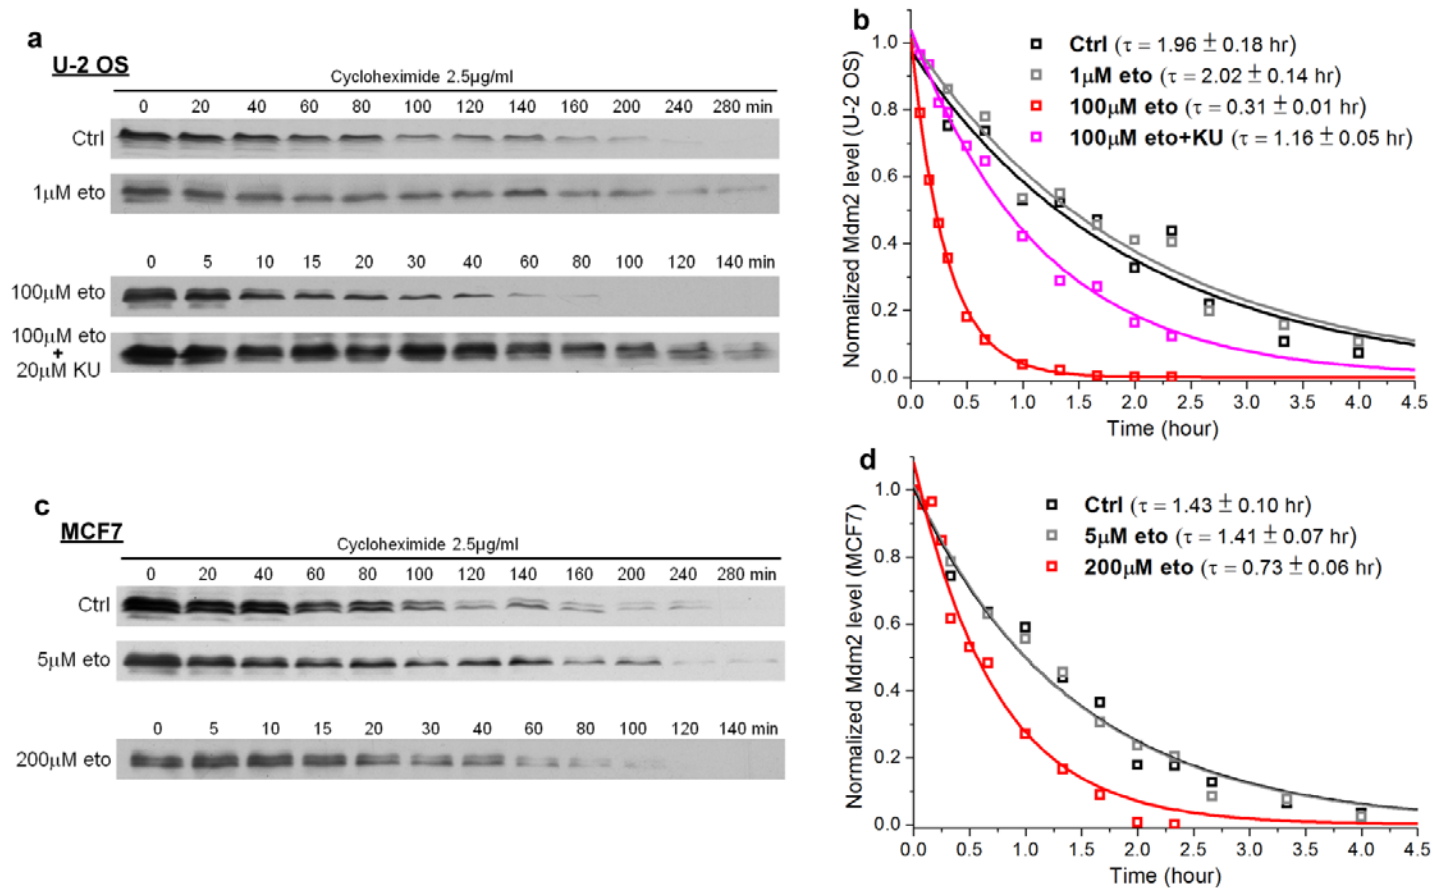 a
U-2 OS
Cycloheximide 2.5µg/ml
0 20 40 60 80 100 120 140 160 200 240 280 min
Ctrl
1µM eto
0 5 10 15 20 30 40 60 80 100 120 140 min
100µM eto
100µM eto
+
20µM KU
b
Normalized Mdm2 level (U-2 OS)
1.0
0.8
0.6
0.4
0.2
0.0
Ctrl (τ = 1.96 ± 0.18 hr)
1µM eto (τ = 2.02 ± 0.14 hr)
100µM eto (τ = 0.31 ± 0.01 hr)
100µM eto+KU (τ = 1.16 ± 0.05 hr)
0.0 0.5 1.0 1.5 2.0 2.5 3.0 3.5 4.0 4.5
Time (hour)
c
MCF7
Cycloheximide 2.5µg/ml
0 20 40 60 80 100 120 140 160 200 240 280 min
Ctrl
5µM eto
0 5 10 15 20 30 40 60 80 100 120 140 min
200µM eto
d
Normalized Mdm2 level (MCF7)
1.0
0.8
0.6
0.4
0.2
0.0
Ctrl (τ = 1.43 ± 0.10 hr)
5µM eto (τ = 1.41 ± 0.07 hr)
200µM eto (τ = 0.73 ± 0.06 hr)
0.0 0.5 1.0 1.5 2.0 2.5 3.0 3.5 4.0 4.5
Time (hour)